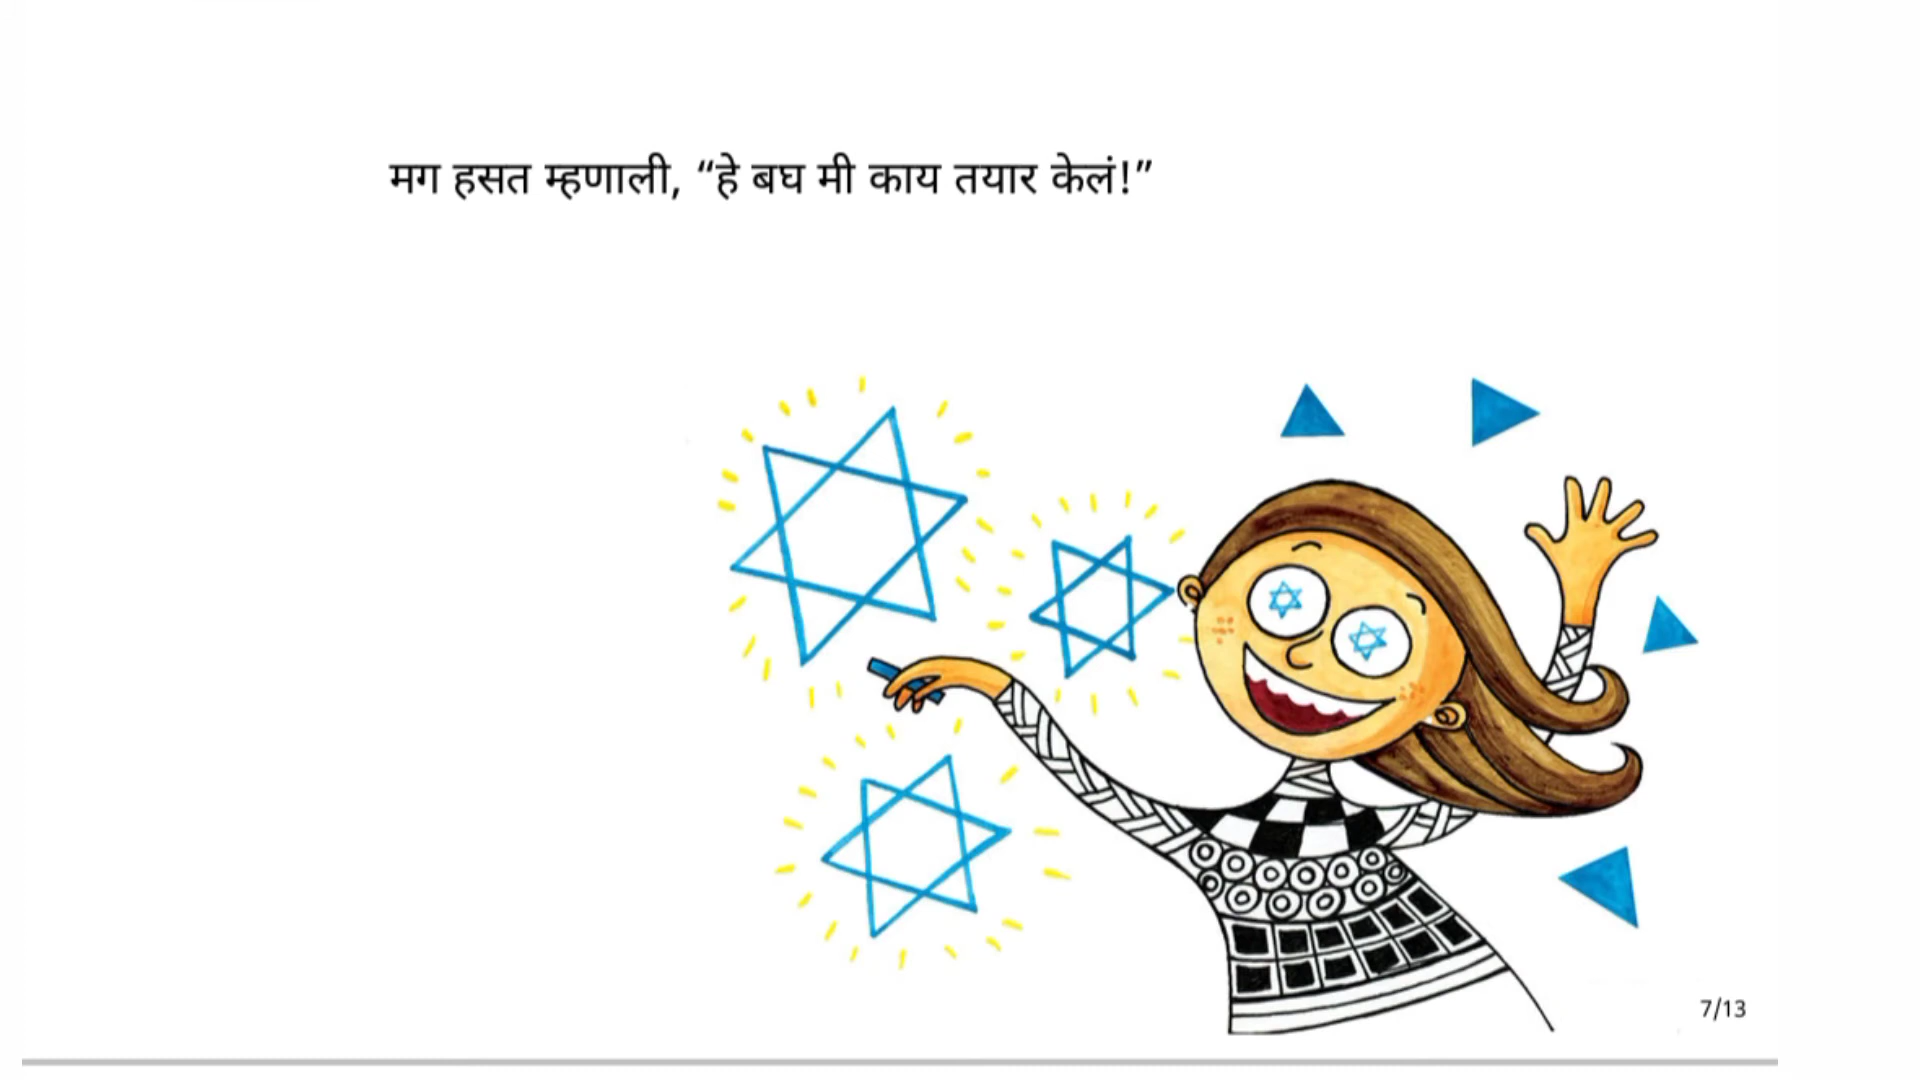 मग हसत म्हणाली, “हे बघ मी काय तयार केलं!”
7/13